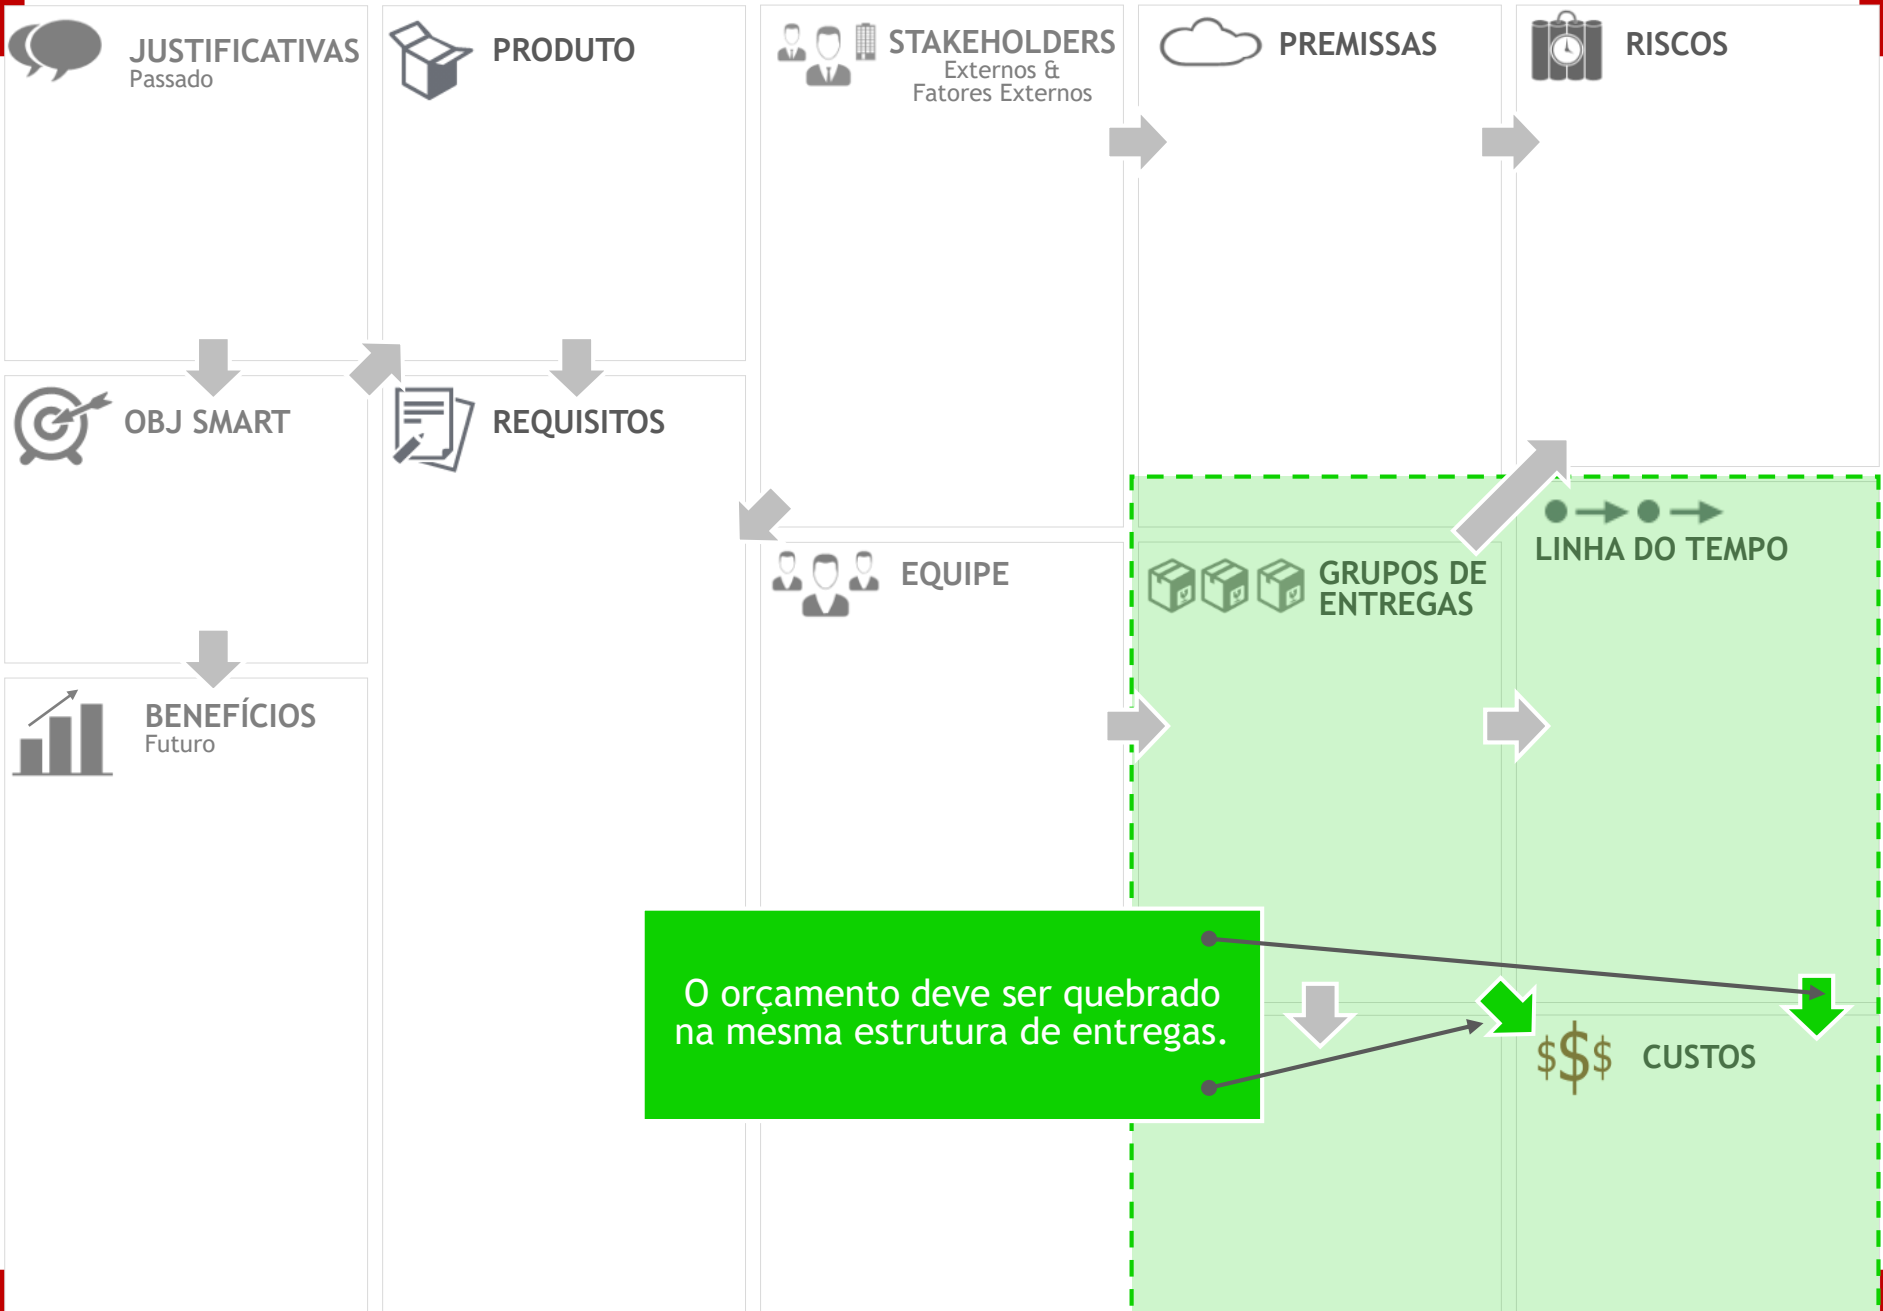 JUSTIFICATIVAS
Passado
PRODUTO
STAKEHOLDERS
Externos &
Fatores Externos
PREMISSAS
RISCOS
OBJ SMART
REQUISITOS
LINHA DO TEMPO
EQUIPE
GRUPOS DE
ENTREGAS
BENEFÍCIOS
Futuro
O orçamento deve ser quebrado
na mesma estrutura de entregas.
$$$ CUSTOS